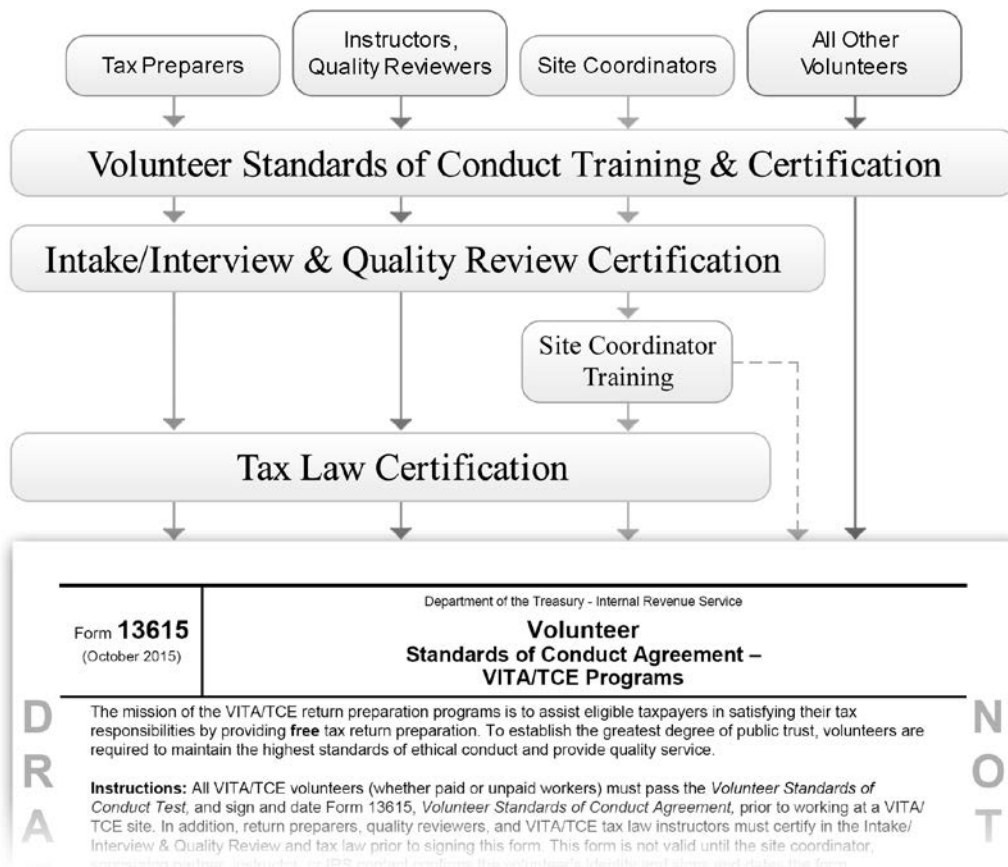 Tax Preparers
Instructors,
Quality Reviewers
Site Coordinators
All Other
Volunteers
Volunteer Standards of Conduct Training & Certification
Intake/Interview & Quality Review Certification
Site Coordinator
Training
Tax Law Certification
Department of the Treasury - Internal Revenue Service
Form 13615
(October 2015)
Volunteer
Standards of Conduct Agreement –
VITA/TCE Programs
The mission of the VITA/TCE return preparation programs is to assist eligible taxpayers in satisfying their tax
responsibilities by providing free tax return preparation. To establish the greatest degree of public trust, volunteers are
required to maintain the highest standards of ethical conduct and provide quality service.
Instructions: All VITA/TCE volunteers (whether paid or unpaid workers) must pass the Volunteer Standards of
Conduct Test, and sign and date Form 13615, Volunteer Standards of Conduct Agreement, prior to working at a VITA/
TCE site. In addition, return preparers, quality reviewers, and VITA/TCE tax law instructors must certify in the Intake/
Interview & Quality Review and tax law prior to signing this form. This form is not valid until the site coordinator,
DRA
NOT